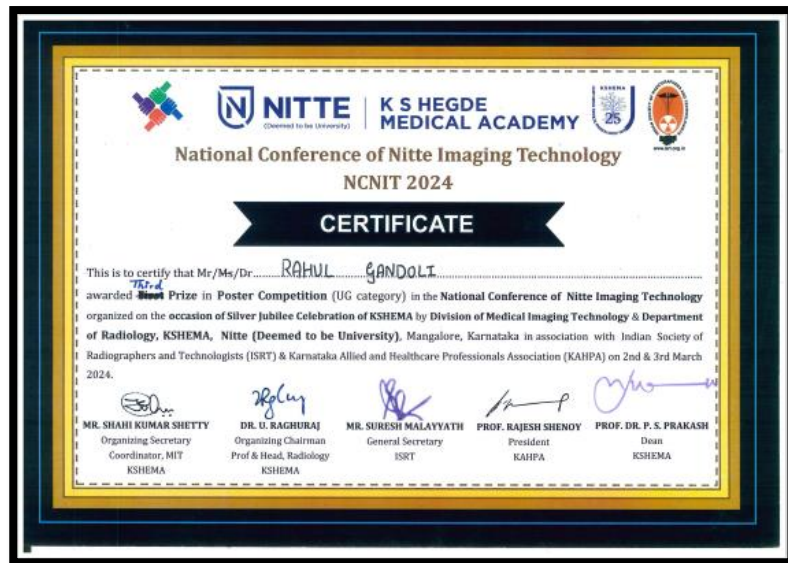 NITTE
(Deemed to be University)
K S HEGDE
MEDICAL ACADEMY
KSHEMA
25
www.isrt.org.in
National Conference of Nitte Imaging Technology
NCNIT 2024
CERTIFICATE
This is to certify that Mr/Ms/Dr........RAHUL GANDOLI
Third
awarded First Prize in Poster Competition (UG category) in the National Conference of Nitte Imaging Technology
organized on the occasion of Silver Jubilee Celebration of KSHEMA by Division of Medical Imaging Technology & Department
of Radiology, KSHEMA, Nitte (Deemed to be University), Mangalore, Karnataka in association with Indian Society of
Radiographers and Technologists (ISRT) & Karnataka Allied and Healthcare Professionals Association (KAHPA) on 2nd & 3rd March
2024.
MR. SHAHI KUMAR SHETTY DR. U. RAGHURAJ MR. SURESH MALAYYATH PROF. RAJESH SHENOY PROF. DR. P. S. PRAKASH
Organizing Secretary Organizing Chairman General Secretary President Dean
Coordinator, MIT Prof & Head, Radiology ISRT KAHPA KSHEMA
KSHEMA KSHEMA